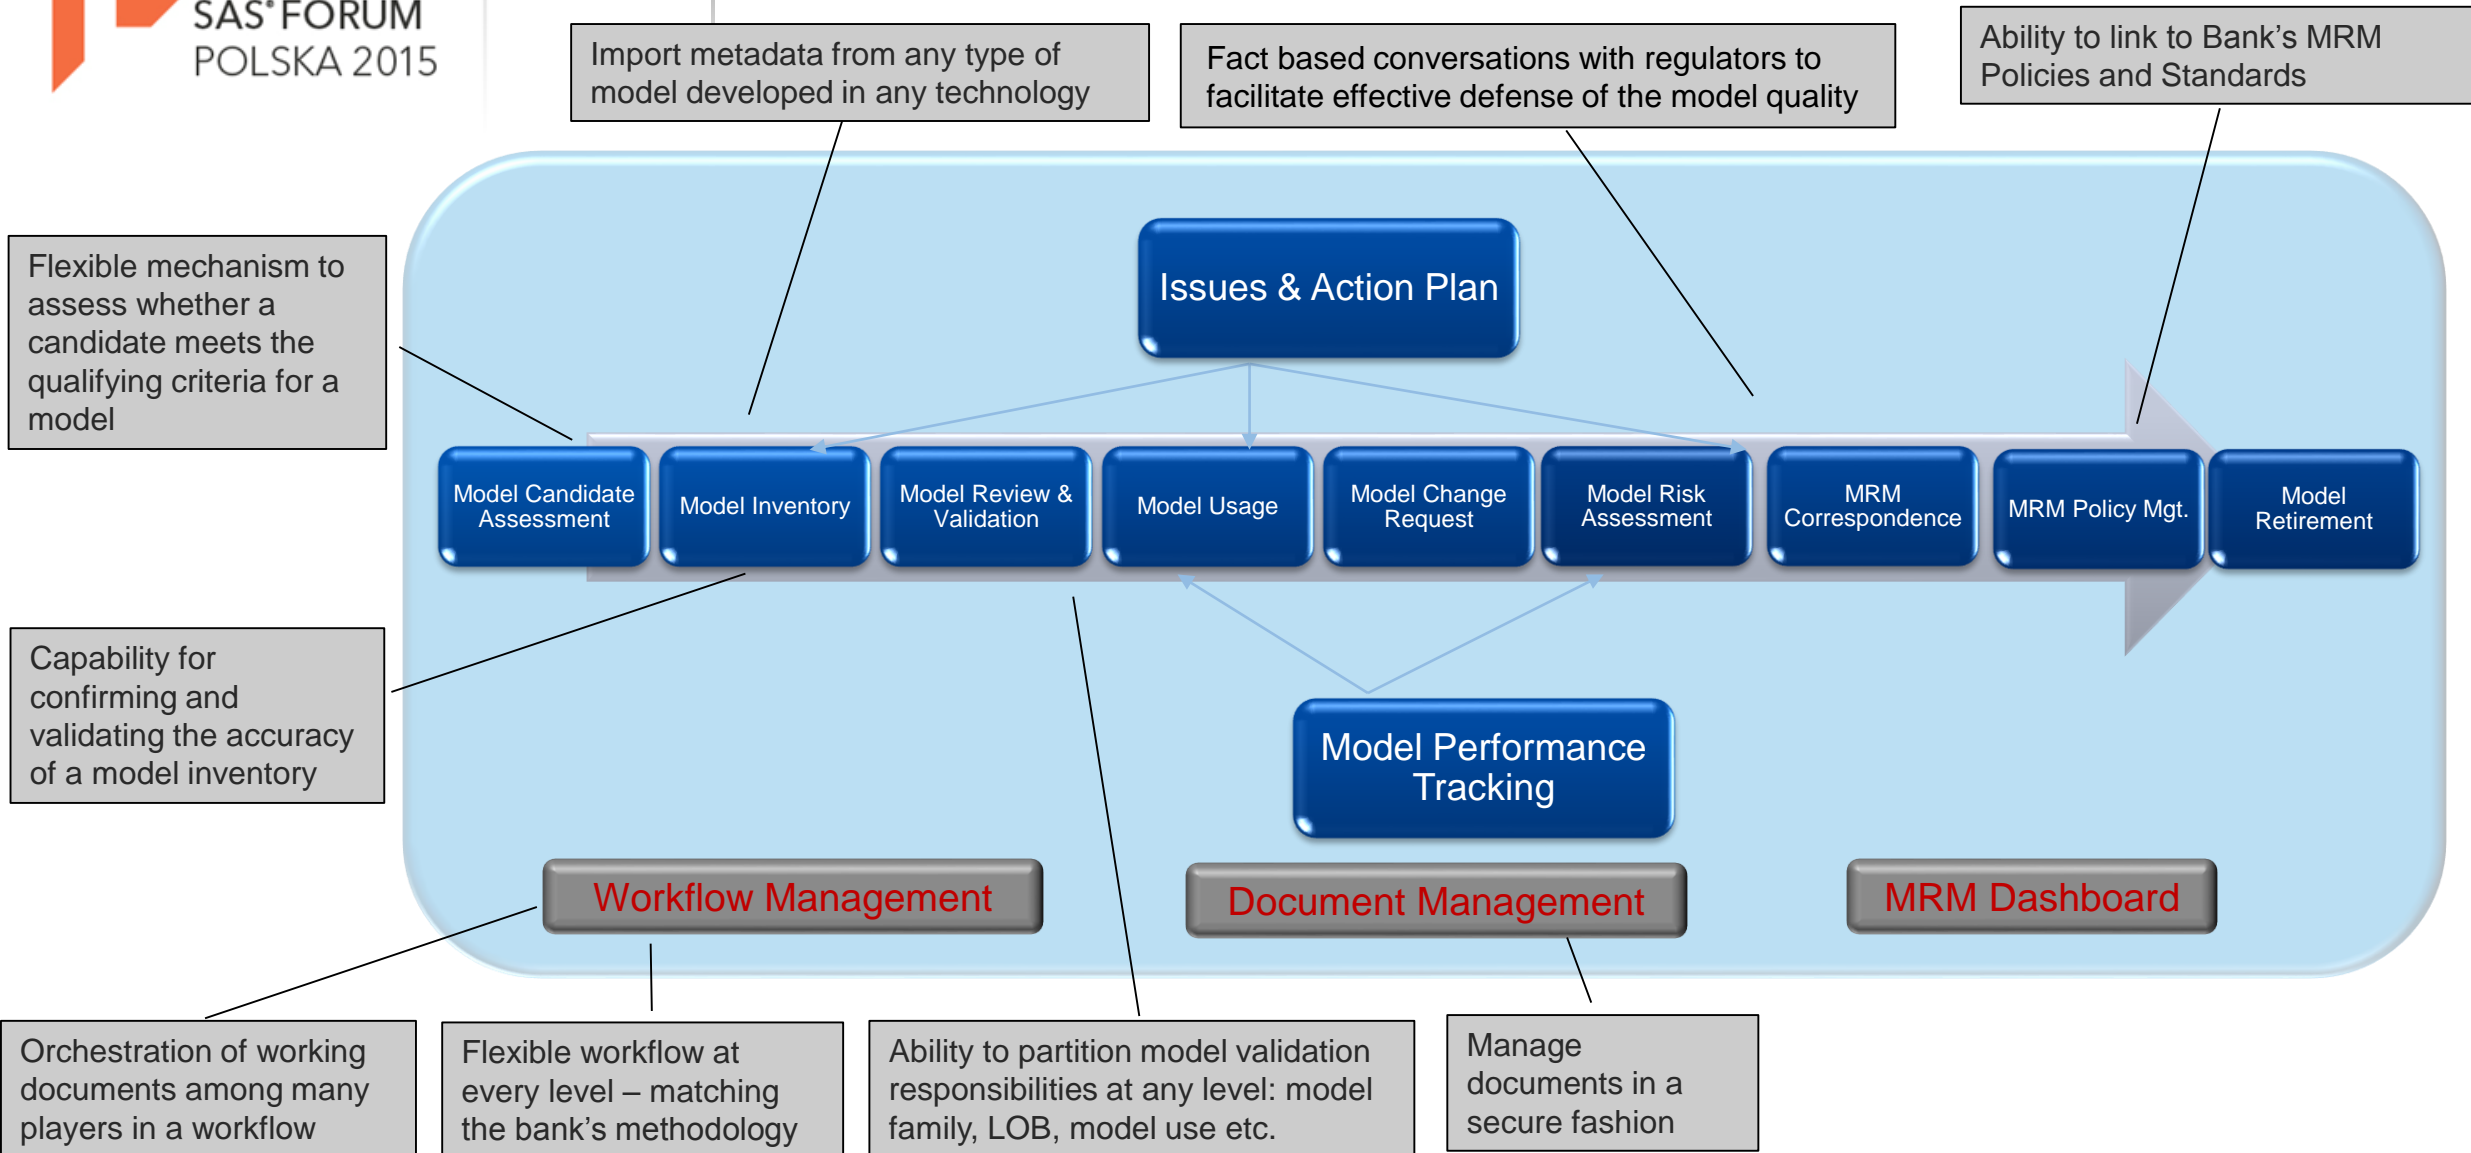 SAS® FORUM
POLSKA 2015
Import metadata from any type of
model developed in any technology
Fact based conversations with regulators to
facilitate effective defense of the model quality
Ability to link to Bank's MRM
Policies and Standards
Flexible mechanism to
assess whether a
candidate meets the
qualifying criteria for a
model
Issues & Action Plan
Model Candidate
Assessment
Model Inventory
Model Review &
Validation
Model Usage
Model Change
Request
Model Risk
Assessment
MRM
Correspondence
MRM Policy Mgt.
Model
Retirement
Capability for
confirming and
validating the accuracy
of a model inventory
Model Performance
Tracking
Workflow Management
Document Management
MRM Dashboard
Orchestration of working
documents among many
players in a workflow
Flexible workflow at
every level – matching
the bank's methodology
Ability to partition model validation
responsibilities at any level: model
family, LOB, model use etc.
Manage
documents in a
secure fashion